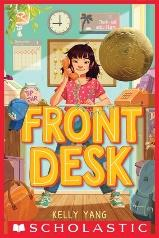 FRONT
DESK
KELLY YANG
SCHOLASTIC